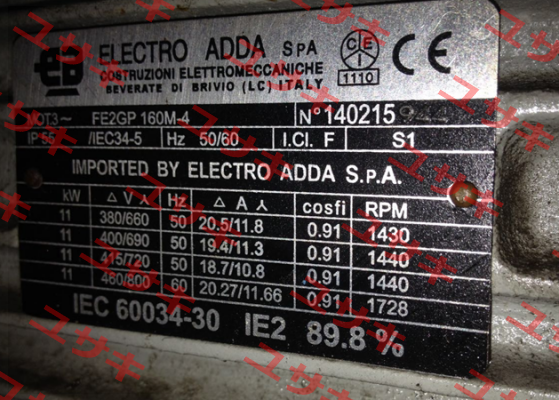 EB ELECTRO ADDA SPA
COSTRUZIONI ELETTROMECCANICHE
BEVERATE DI BRIVIO (LC) ITALY
CEI
1110
CE
MOT3~ FE2GP 160M-4 N° 140215
IP 55 /IEC34-5 Hz 50/60 I.Cl. F S1
IMPORTED BY ELECTRO ADDA S.P.A.
kW Δ V Y Hz Δ A Y cosfi RPM
11 380/660 50 20.5/11.8 0.91 1430
11 400/690 50 19.4/11.3 0.91 1440
11 415/720 50 18.7/10.8 0.91 1440
11 460/800 60 20.27/11.66 0.91 1728
IEC 60034-30 IE2 89.8 %
ユサキ